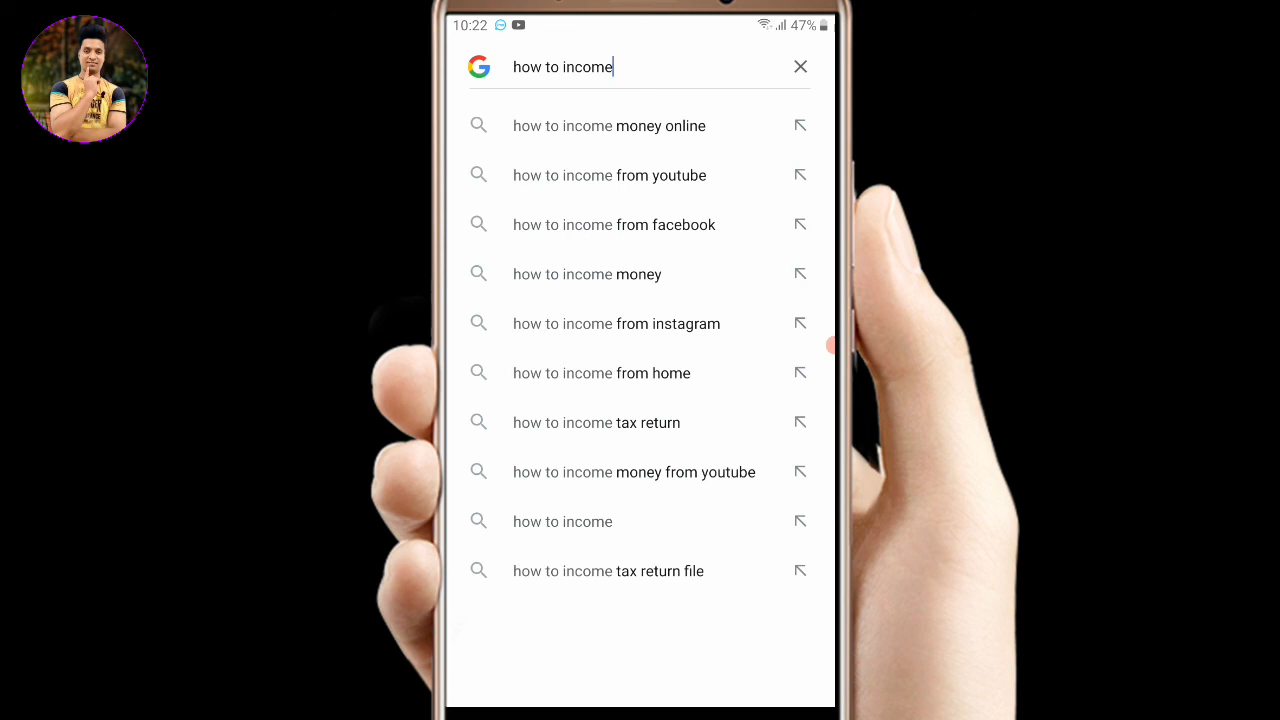 10:22 47%
how to income
how to income money online
how to income from youtube
how to income from facebook
how to income money
how to income from instagram
how to income from home
how to income tax return
how to income money from youtube
how to income
how to income tax return file